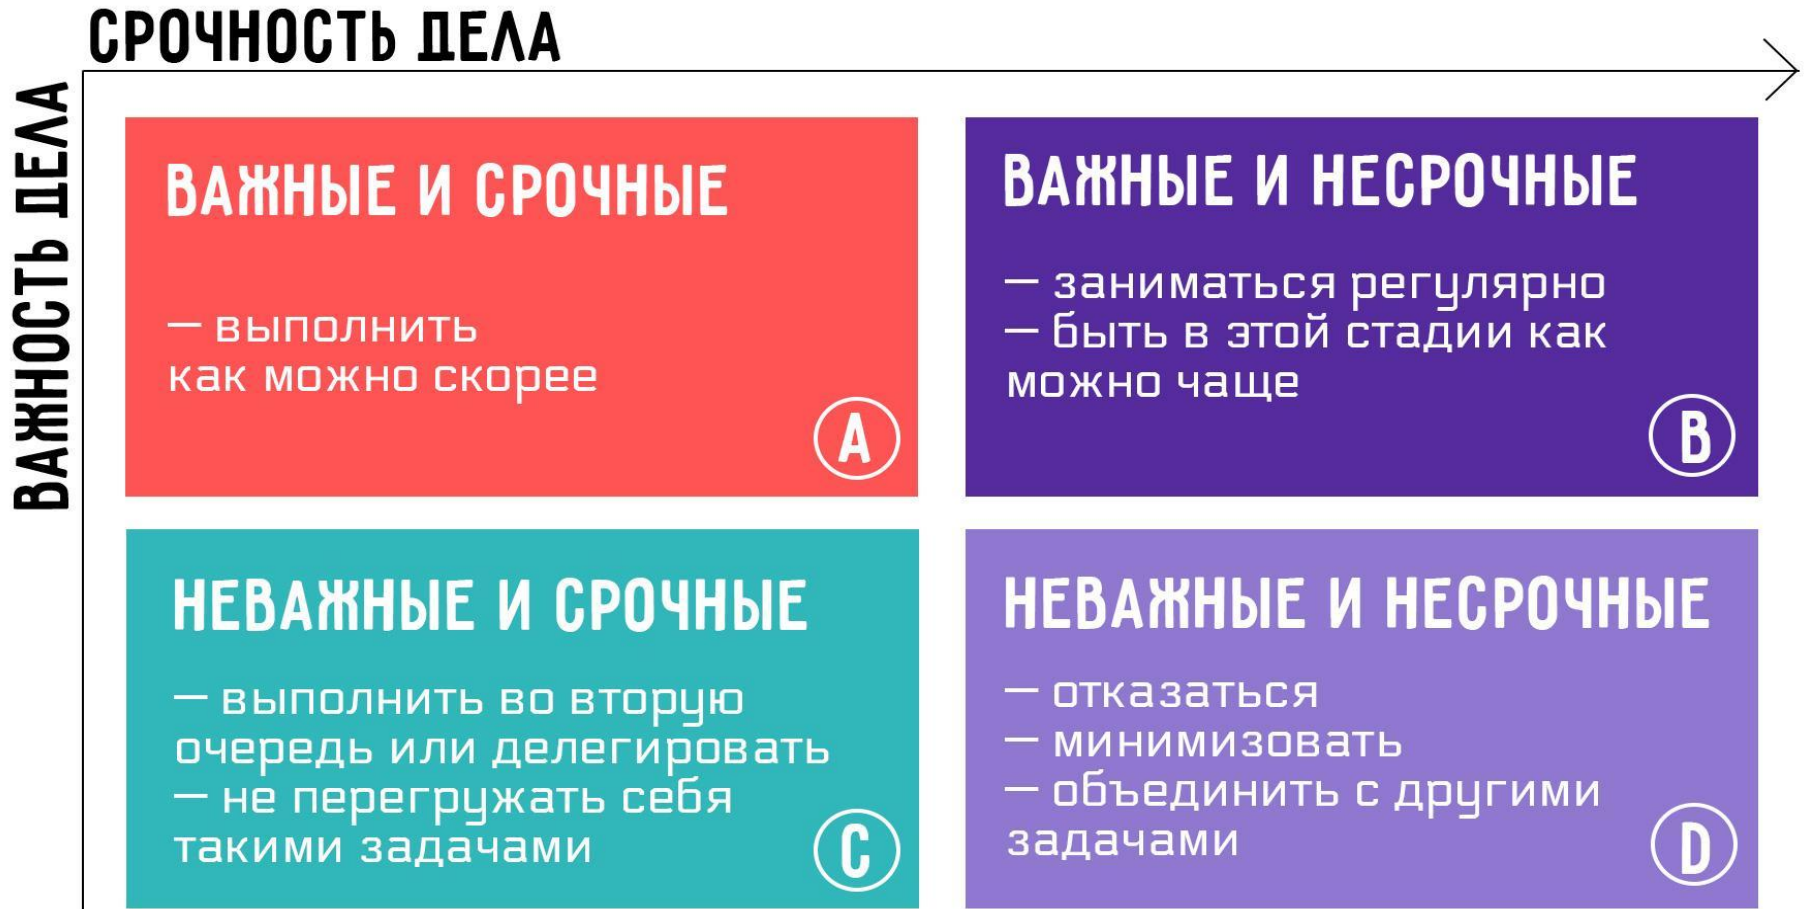 СРОЧНОСТЬ ДЕЛА
ВАЖНОСТЬ ДЕЛА
ВАЖНЫЕ И СРОЧНЫЕ
— выполнить
как можно скорее
A
ВАЖНЫЕ И НЕСРОЧНЫЕ
— заниматься регулярно
— быть в этой стадии как
можно чаще
B
НЕВАЖНЫЕ И СРОЧНЫЕ
— выполнить во вторую
очередь или делегировать
— не перегружать себя
такими задачами
C
НЕВАЖНЫЕ И НЕСРОЧНЫЕ
— отказаться
— минимизовать
— объединить с другими
задачами
D